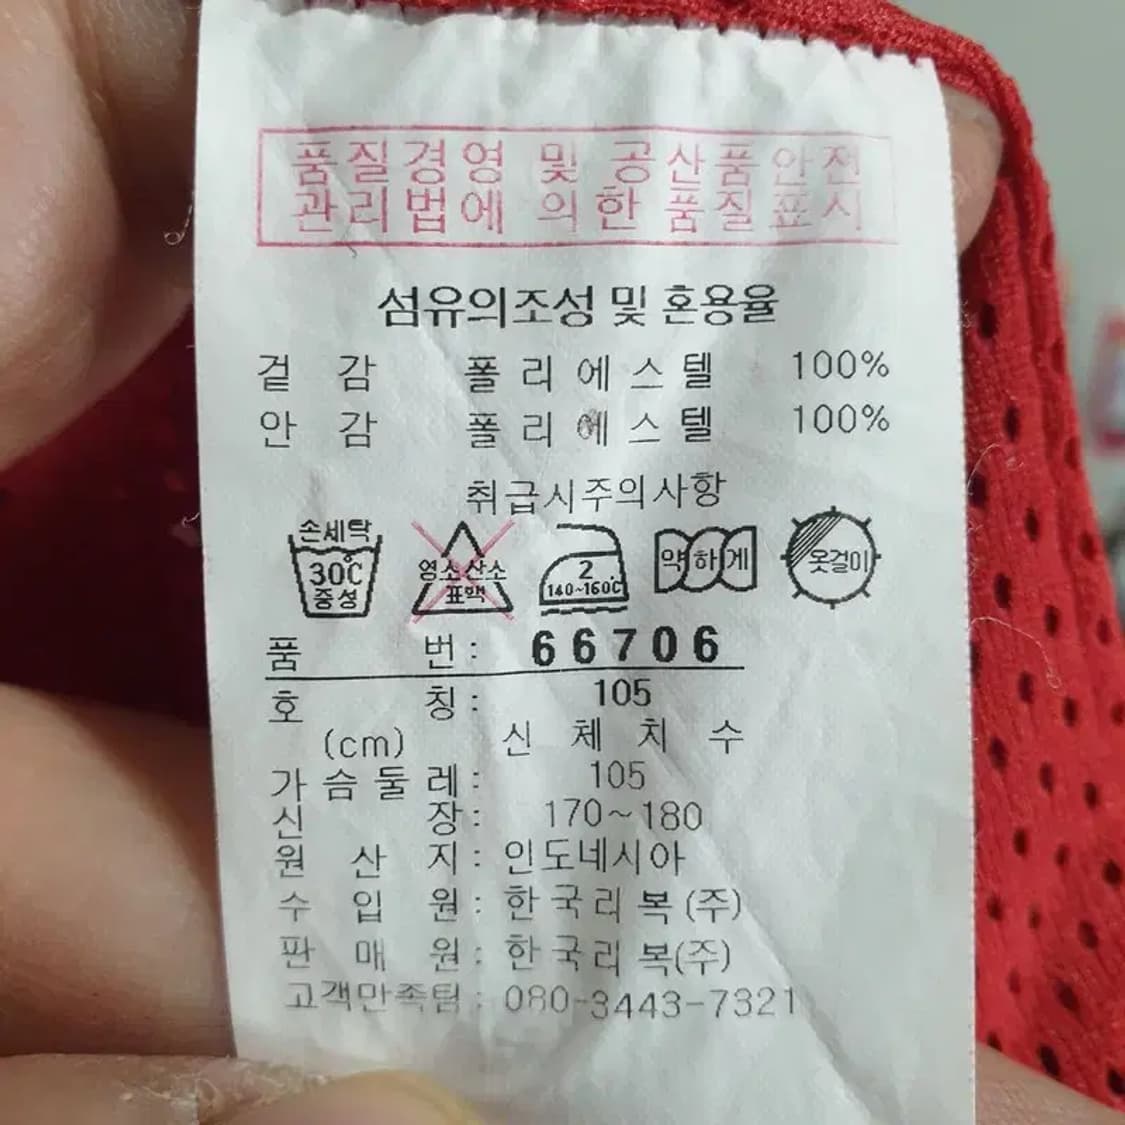 품질경영 및 공산품안전
관리법에 의한 품질표시
섬유의조성 및 혼용율
겉 감 폴리에스텔 100%
안 감 폴리에스텔 100%
취급시주의사항
손세탁 30℃ 중성
염소산소 표백
2 140~160℃
약하게
옷걸이
품 번 : 66706
호 칭 : 105
(cm) 신체치수
가슴둘레 : 105
신 장 : 170~180
원 산 지 : 인도네시아
수 입 원 : 한국리복(주)
판 매 원 : 한국리복(주)
고객만족팀 : 080-3443-7321